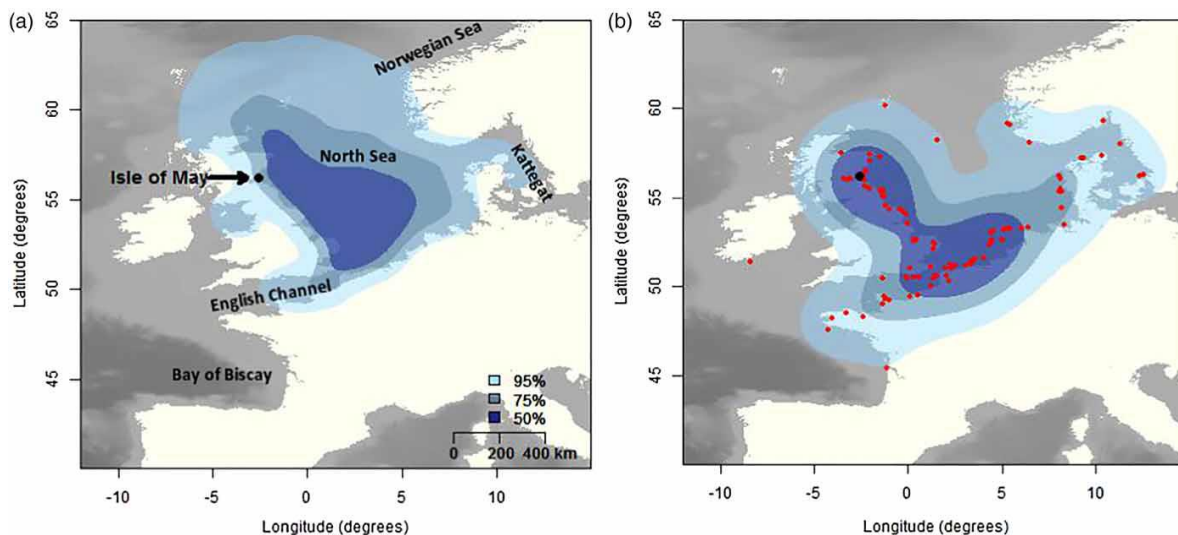 (a)
65
60
55
50
45
Latitude (degrees)
Norwegian Sea
North Sea
Isle of May
Kattegat
English Channel
Bay of Biscay
95%
75%
50%
0 200 400 km
-10 -5 0 5 10
Longitude (degrees)
(b)
65
60
55
50
45
Latitude (degrees)
-10 -5 0 5 10
Longitude (degrees)